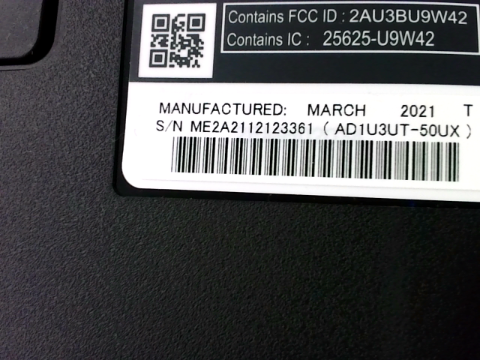 Contains FCC ID : 2AU3BU9W42
Contains IC : 25625-U9W42
MANUFACTURED: MARCH 2021 T
S/N ME2A2112123361 ( AD1U3UT-50UX )